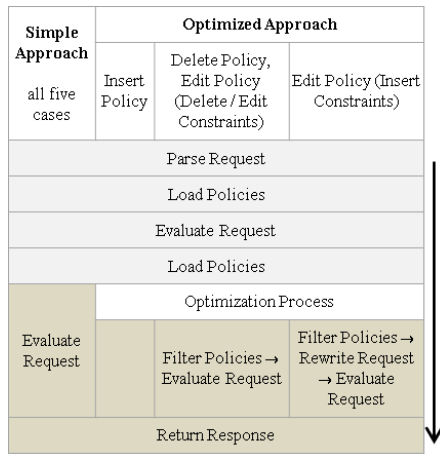 Simple
Approach
all five
cases
Optimized Approach
Insert
Policy
Delete Policy,
Edit Policy
(Delete / Edit
Constraints)
Edit Policy (Insert
Constraints)
Parse Request
Load Policies
Evaluate Request
Load Policies
Evaluate
Request
Optimization Process
Filter Policies →
Evaluate Request
Filter Policies →
Rewrite Request
→ Evaluate
Request
Return Response